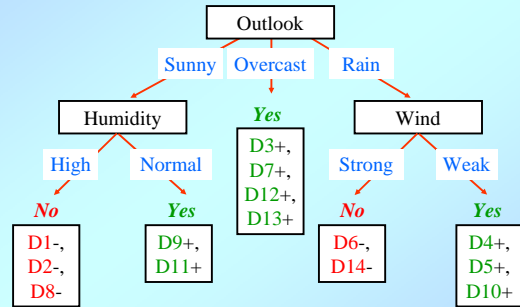 Outlook
Sunny Overcast Rain
Humidity
Yes
Wind
D3+,
D7+,
D12+,
D13+
High Normal
Strong Weak
No
Yes
No
Yes
D1-,
D2-,
D8-
D9+,
D11+
D6-,
D14-
D4+,
D5+,
D10+